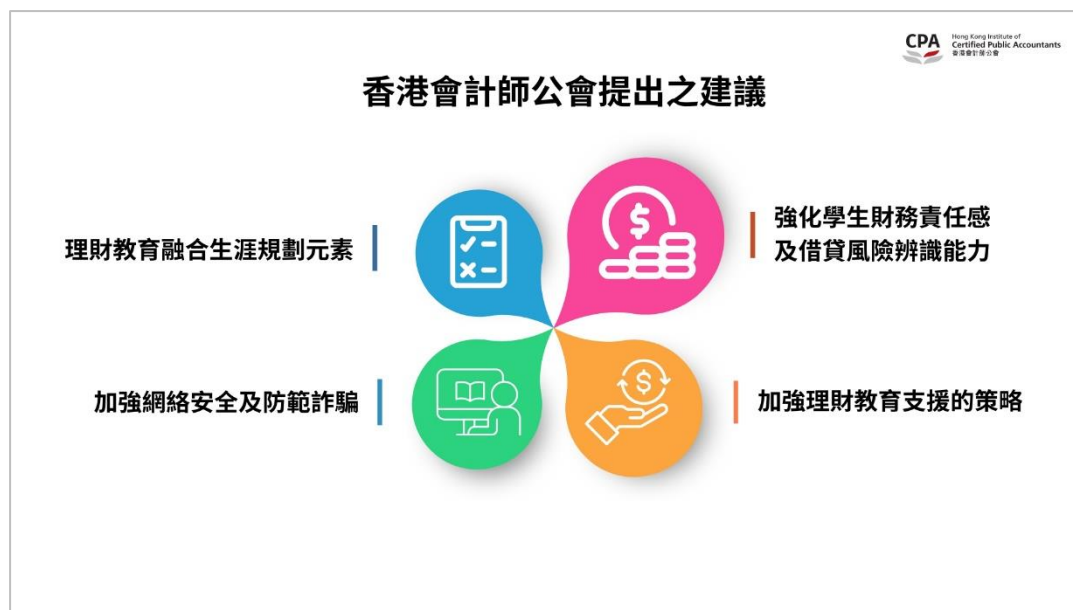 CPA
Hong Kong Institute of
Certified Public Accountants
香港會計師公會
香港會計師公會提出之建議
理財教育融合生涯規劃元素
強化學生財務責任感
及借貸風險辨識能力
加強網絡安全及防範詐騙
加強理財教育支援的策略